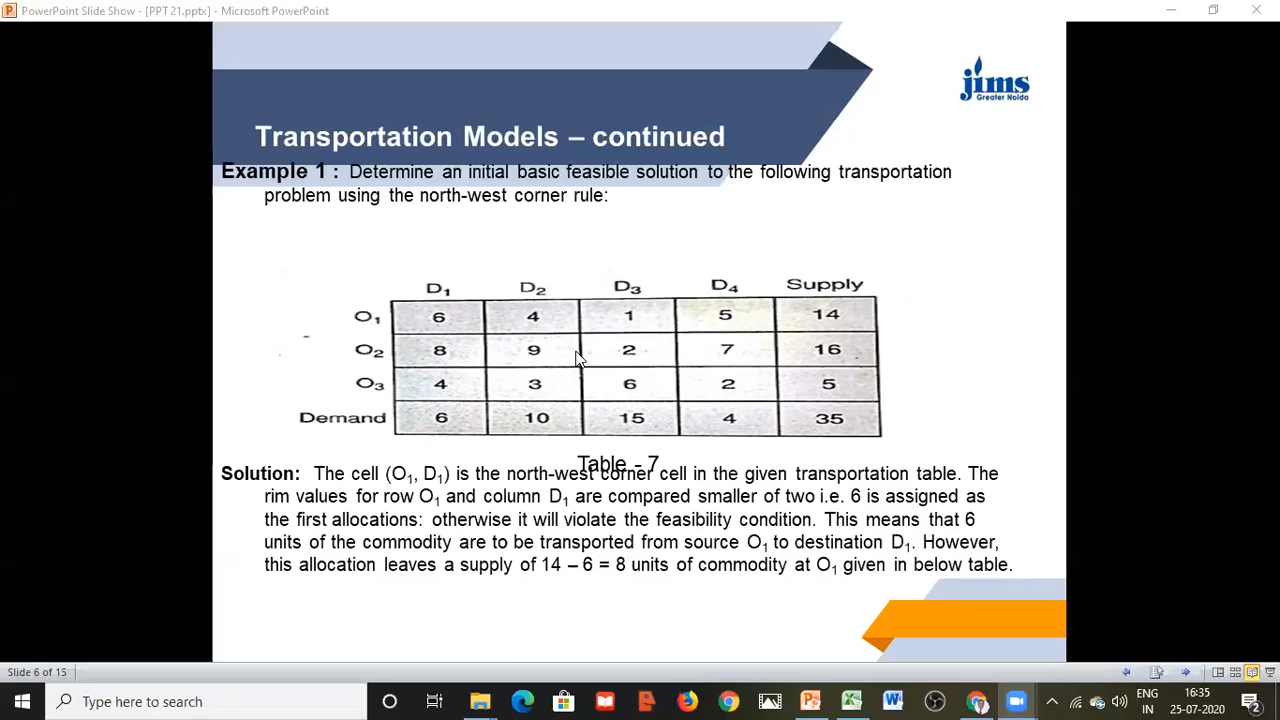 PowerPoint Slide Show - [PPT 21.pptx] - Microsoft PowerPoint
jims
Greater Noida
Transportation Models – continued
Example 1 : Determine an initial basic feasible solution to the following transportation
problem using the north-west corner rule:
D1 D2 D3 D4 Supply
O1 6 4 1 5 14
O2 8 9 2 7 16
O3 4 3 6 2 5
Demand 6 10 15 4 35
Table - 7
Solution: The cell (O1, D1) is the north-west corner cell in the given transportation table. The
rim values for row O1 and column D1 are compared smaller of two i.e. 6 is assigned as
the first allocations: otherwise it will violate the feasibility condition. This means that 6
units of the commodity are to be transported from source O1 to destination D1. However,
this allocation leaves a supply of 14 – 6 = 8 units of commodity at O1 given in below table.
Slide 6 of 15
Type here to search
ENG 16:35
IN 25-07-2020
2